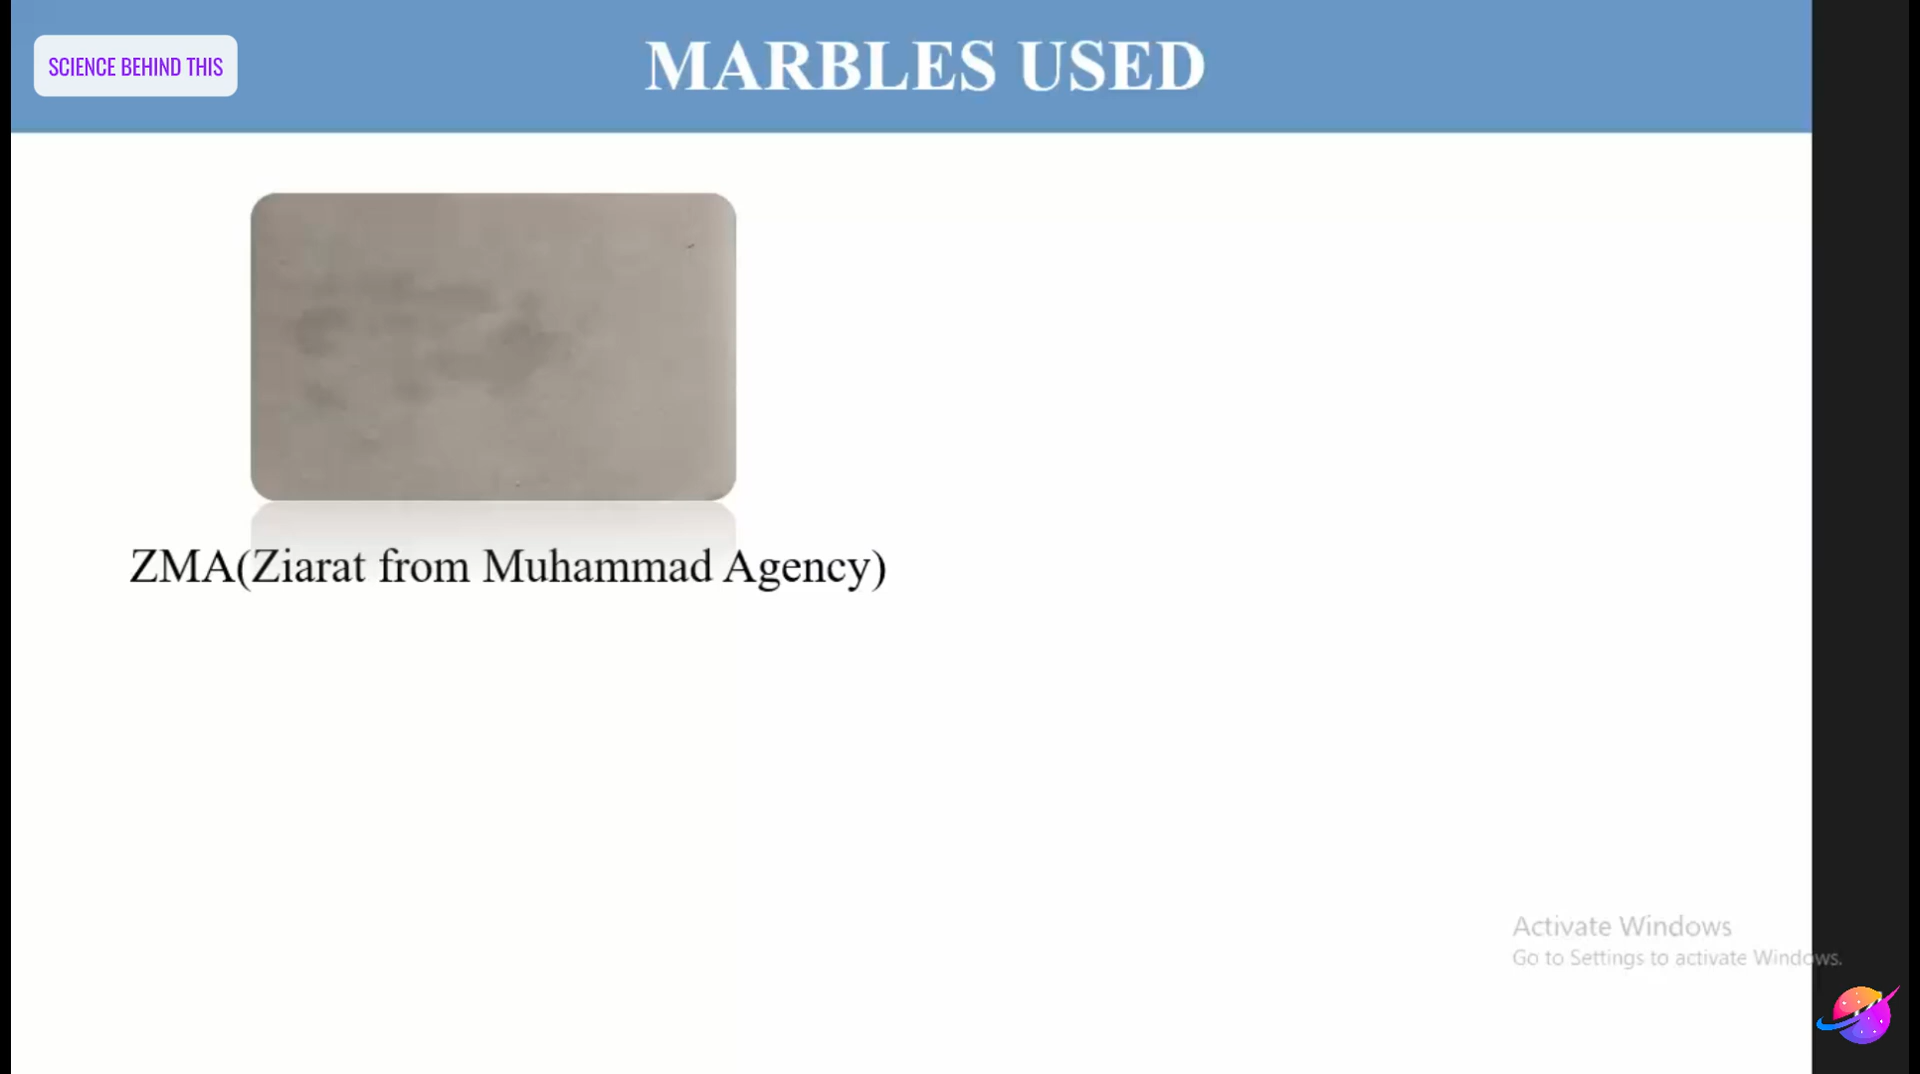 SCIENCE BEHIND THIS
MARBLES USED
ZMA(Ziarat from Muhammad Agency)
Activate Windows
Go to Settings to activate Windows.